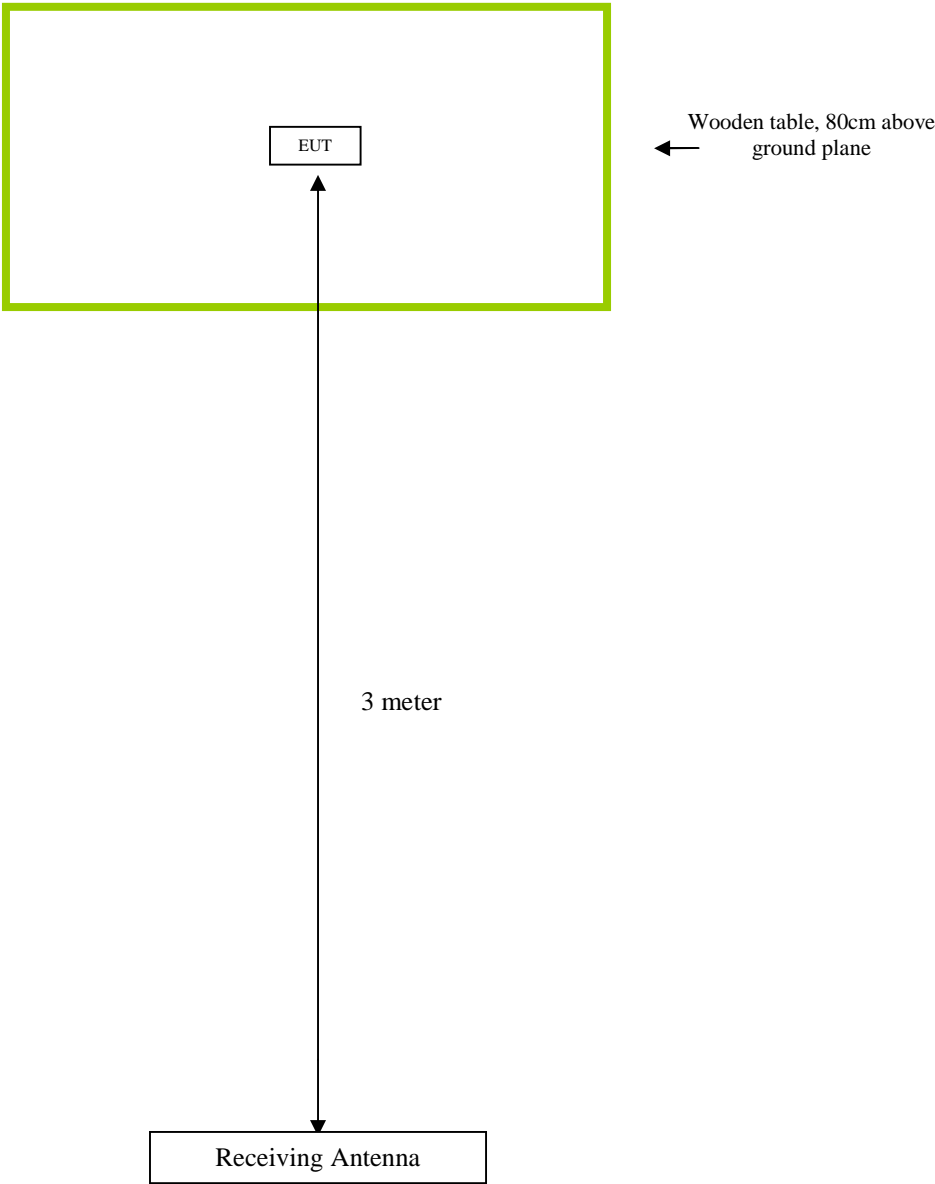 EUT
Wooden table, 80cm above
ground plane
3 meter
Receiving Antenna